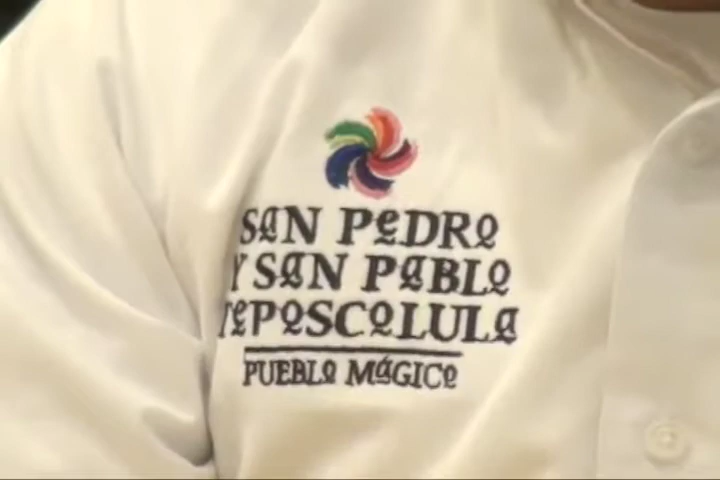 SAN PEDRO
Y SAN PABLO
TEPOSCOLULA
PUEBLO MÁGICO